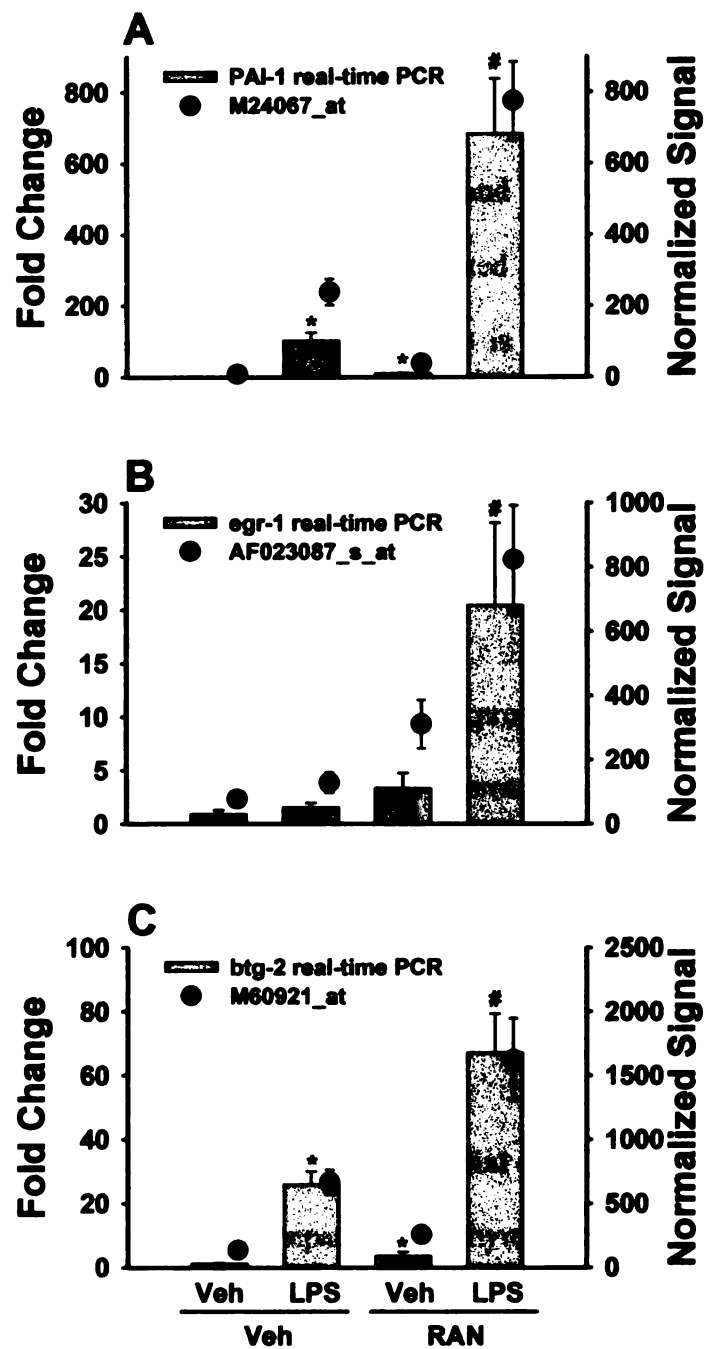 A
PAI-1 real-time PCR
M24067_at
Fold Change
Normalized Signal
800
600
400
200
0
800
600
400
200
0
*
*
#
B
egr-1 real-time PCR
AF023087_s_at
Fold Change
Normalized Signal
30
25
20
15
10
5
0
1000
800
600
400
200
0
#
C
btg-2 real-time PCR
M60921_at
Fold Change
Normalized Signal
100
80
60
40
20
0
2500
2000
1500
1000
500
0
*
*
#
Veh LPS Veh LPS
Veh RAN